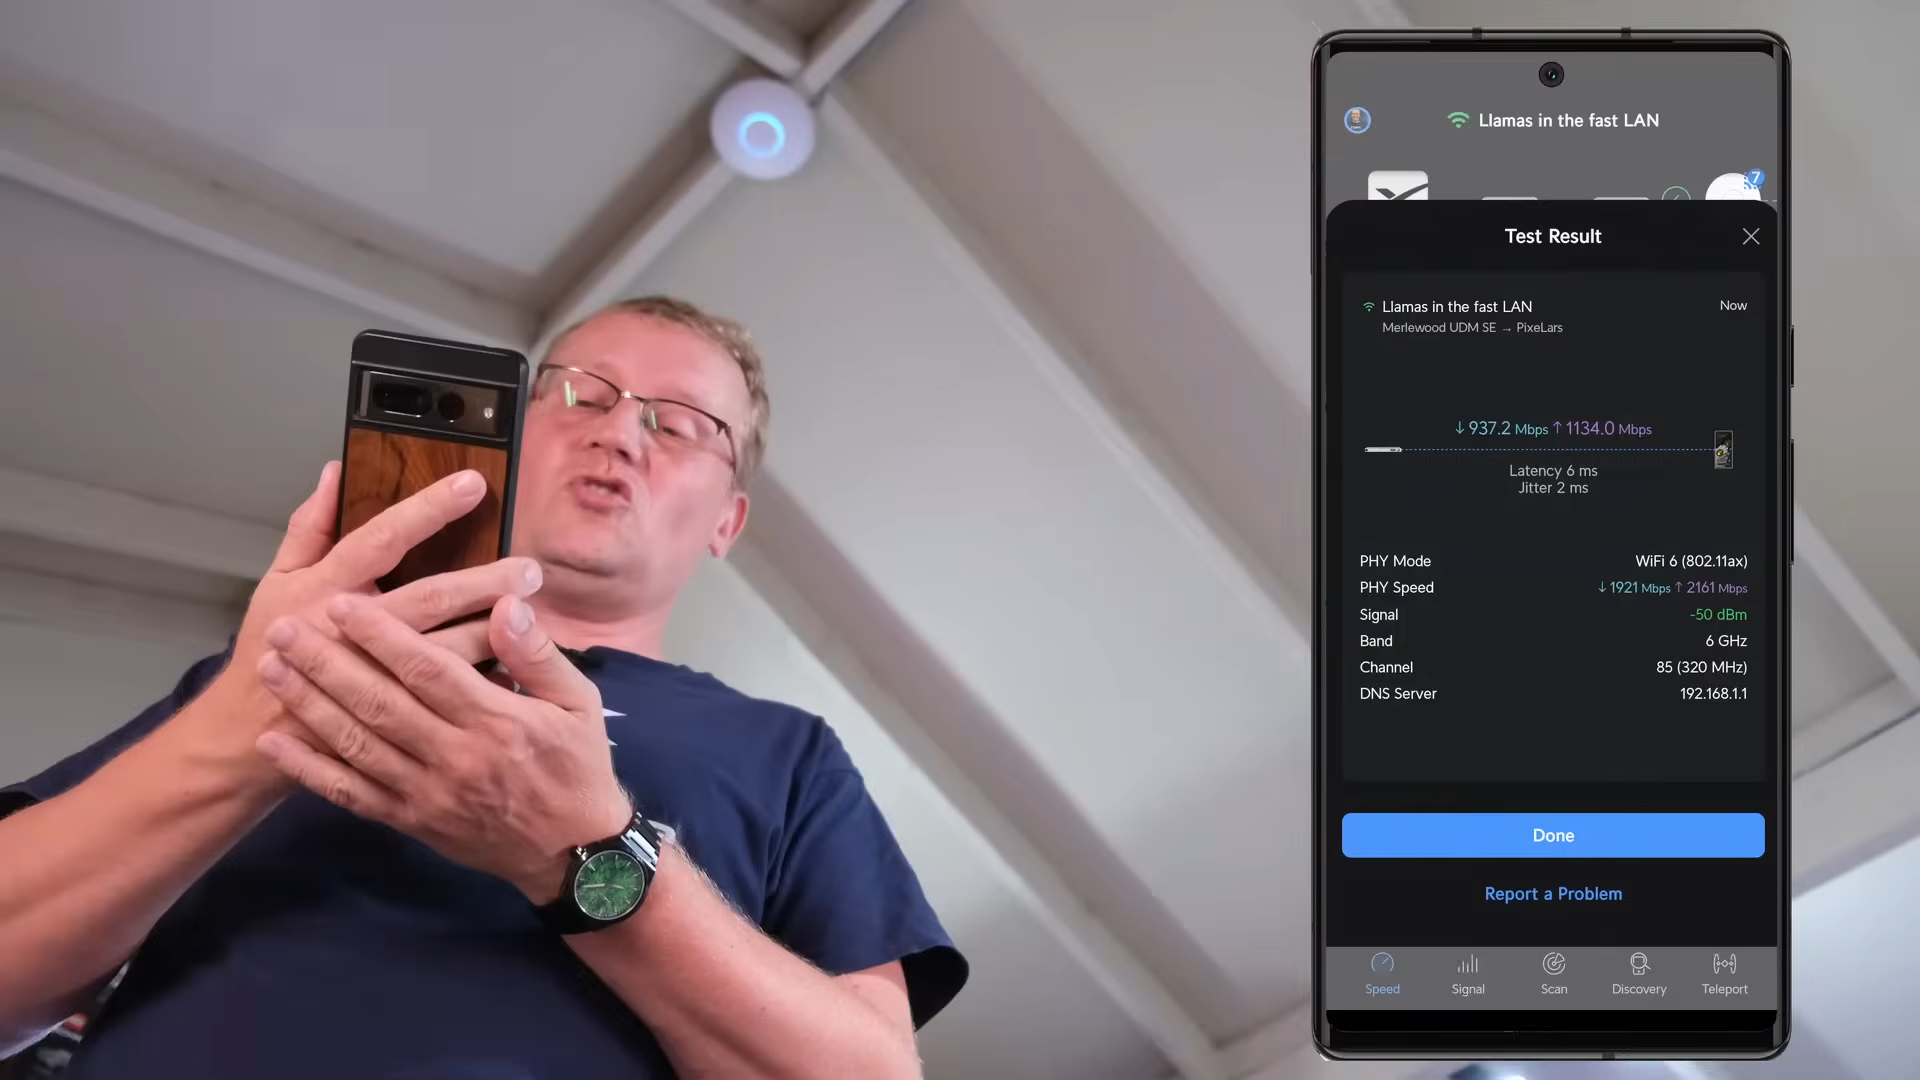 Llamas in the fast LAN
7
Test Result
Llamas in the fast LAN Now
Merlewood UDM SE → PixeLars
↓ 937.2 Mbps ↑ 1134.0 Mbps
Latency 6 ms
Jitter 2 ms
PHY Mode WiFi 6 (802.11ax)
PHY Speed ↓ 1921 Mbps ↑ 2161 Mbps
Signal -50 dBm
Band 6 GHz
Channel 85 (320 MHz)
DNS Server 192.168.1.1
Done
Report a Problem
Speed Signal Scan Discovery Teleport